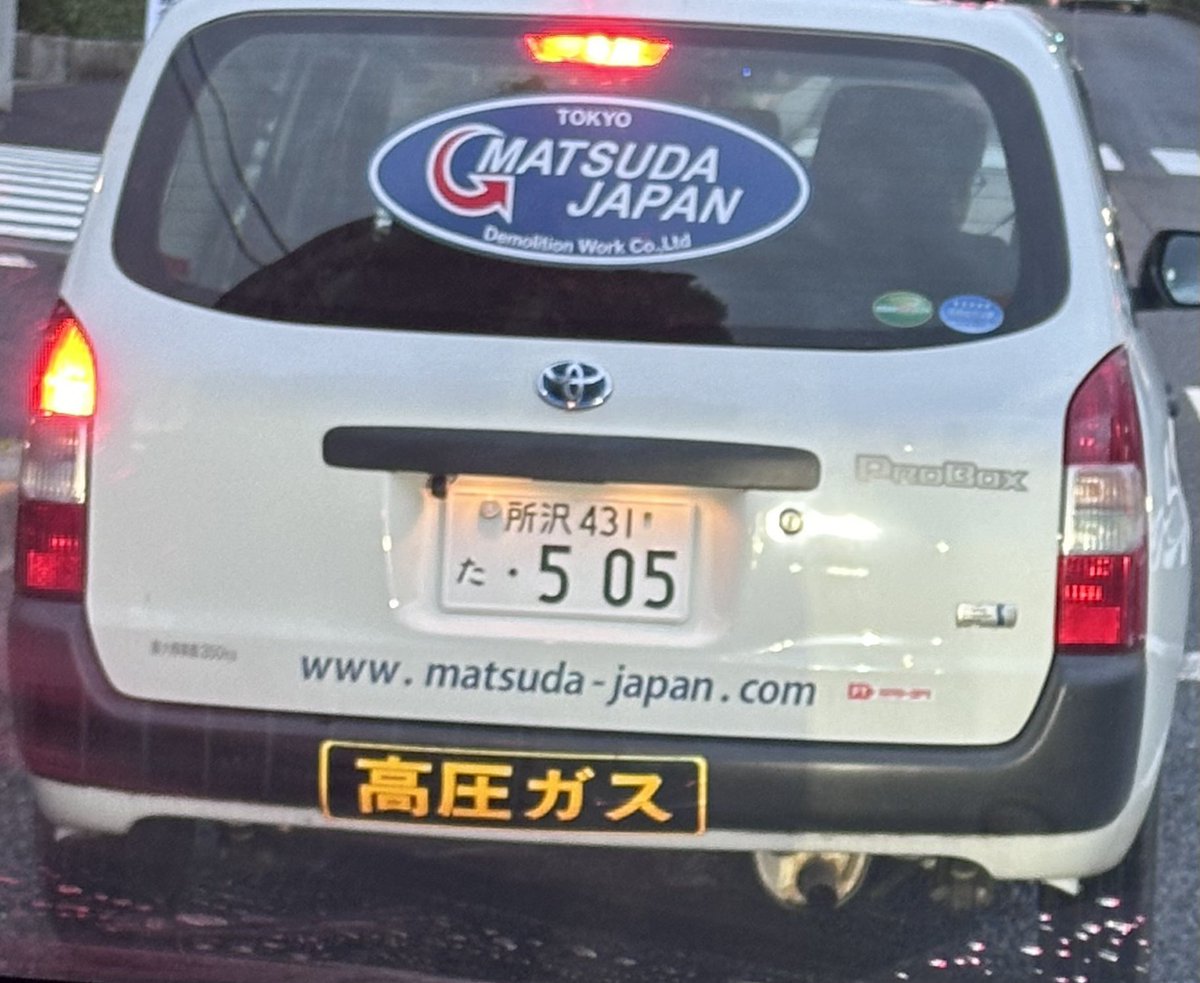 TOKYO
MATSUDA
JAPAN
Demolition Work Co.,Ltd
PROBOX
所沢 431
た ・5 05
www.matsuda-japan.com
高圧ガス